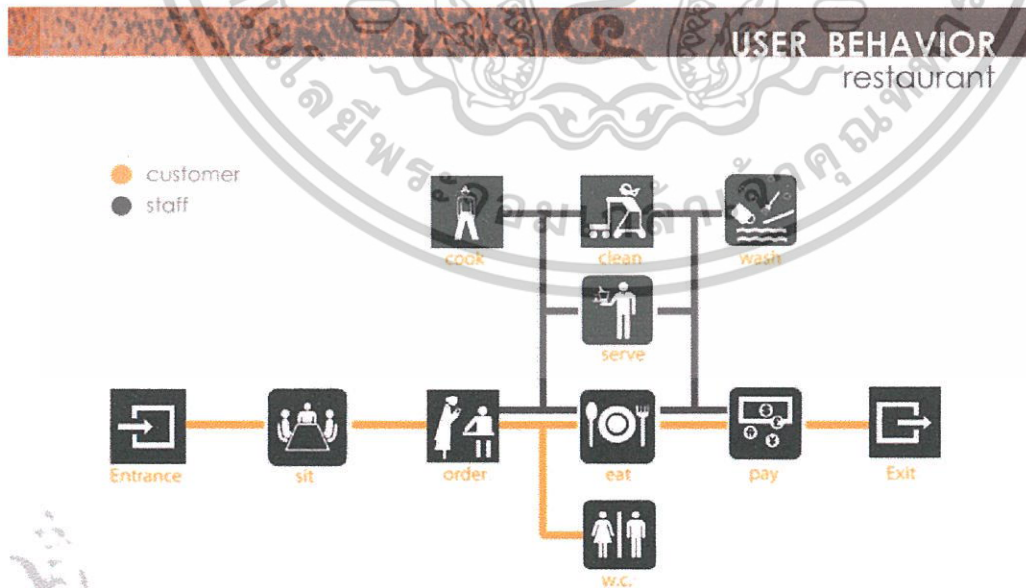 USER BEHAVIOR
restaurant
customer
staff
cook
clean
wash
serve
Entrance
sit
order
eat
pay
Exit
w.c.